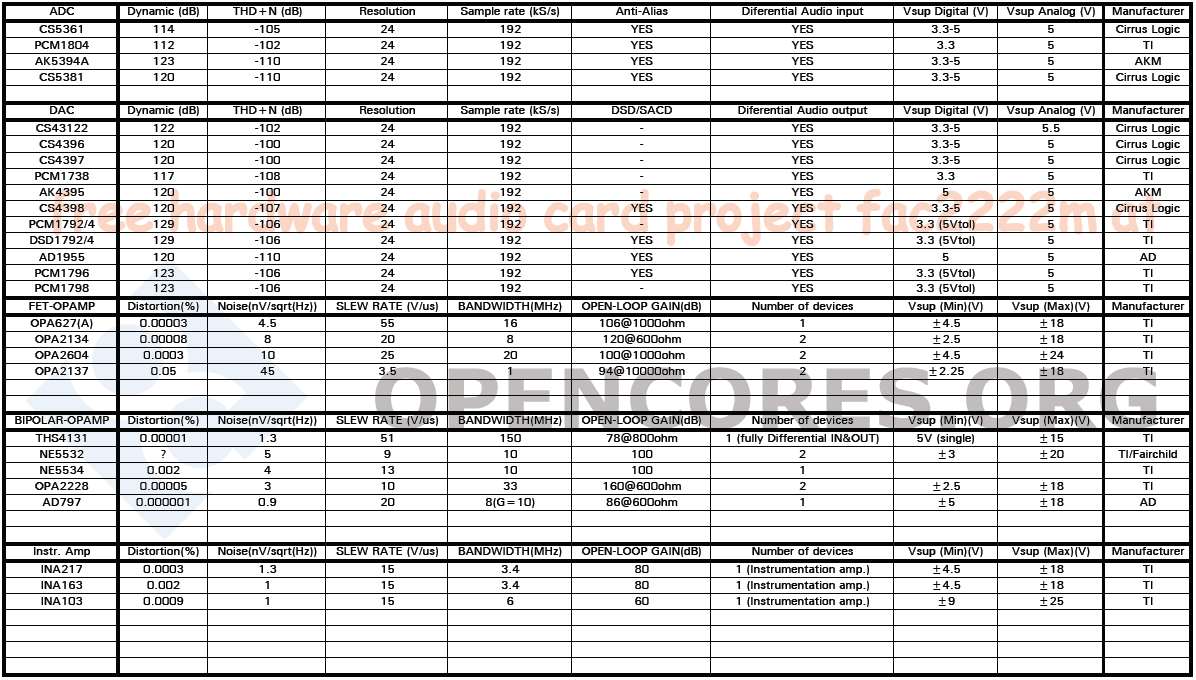 ADC Dynamic (dB) THD+N (dB) Resolution Sample rate (kS/s) Anti-Alias Diferential Audio input Vsup Digital (V) Vsup Analog (V) Manufacturer
CS5361 114 -105 24 192 YES YES 3.3-5 5 Cirrus Logic
PCM1804 112 -102 24 192 YES YES 3.3 5 TI
AK5394A 123 -110 24 192 YES YES 3.3-5 5 AKM
CS5381 120 -110 24 192 YES YES 3.3-5 5 Cirrus Logic
DAC Dynamic (dB) THD+N (dB) Resolution Sample rate (kS/s) DSD/SACD Diferential Audio output Vsup Digital (V) Vsup Analog (V) Manufacturer
CS43122 122 -102 24 192 - YES 3.3-5 5.5 Cirrus Logic
CS4396 120 -100 24 192 - YES 3.3-5 5 Cirrus Logic
CS4397 120 -100 24 192 - YES 3.3-5 5 Cirrus Logic
PCM1738 117 -108 24 192 - YES 3.3 5 TI
AK4395 120 -100 24 192 - YES 5 5 AKM
CS4398 120 -107 24 192 YES YES 3.3-5 5 Cirrus Logic
free hardware audio card project fac2222m at
PCM1792/4 129 -106 24 192 - YES 3.3 (5Vtol) 5 TI
DSD1792/4 129 -106 24 192 YES YES 3.3 (5Vtol) 5 TI
AD1955 120 -110 24 192 YES YES 5 5 AD
PCM1796 123 -106 24 192 YES YES 3.3 (5Vtol) 5 TI
PCM1798 123 -106 24 192 - YES 3.3 (5Vtol) 5 TI
FET-OPAMP Distortion(%) Noise(nV/sqrt(Hz)) SLEW RATE (V/us) BANDWIDTH(MHz) OPEN-LOOP GAIN(dB) Number of devices Vsup (Min)(V) Vsup (Max)(V) Manufacturer
OPA627(A) 0.00003 4.5 55 16 106@1000ohm 1 ±4.5 ±18 TI
OPA2134 0.00008 8 20 8 120@600ohm 2 ±2.5 ±18 TI
OPA2604 0.0003 10 25 20 100@1000ohm 2 ±4.5 ±24 TI
OPA2137 0.05 45 3.5 1 94@10000ohm 2 ±2.25 ±18 TI
OPENCORES.ORG
BIPOLAR-OPAMP Distortion(%) Noise(nV/sqrt(Hz)) SLEW RATE (V/us) BANDWIDTH(MHz) OPEN-LOOP GAIN(dB) Number of devices Vsup (Min)(V) Vsup (Max)(V) Manufacturer
THS4131 0.00001 1.3 51 150 78@800ohm 1 (fully Differential IN&OUT) 5V (single) ±15 TI
NE5532 ? 5 9 10 100 2 ±3 ±20 TI/Fairchild
NE5534 0.002 4 13 10 100 1 TI
OPA2228 0.00005 3 10 33 160@600ohm 2 ±2.5 ±18 TI
AD797 0.000001 0.9 20 8(G=10) 86@600ohm 1 ±5 ±18 AD
Instr. Amp Distortion(%) Noise(nV/sqrt(Hz)) SLEW RATE (V/us) BANDWIDTH(MHz) OPEN-LOOP GAIN(dB) Number of devices Vsup (Min)(V) Vsup (Max)(V) Manufacturer
INA217 0.0003 1.3 15 3.4 80 1 (Instrumentation amp.) ±4.5 ±18 TI
INA163 0.002 1 15 3.4 80 1 (Instrumentation amp.) ±4.5 ±18 TI
INA103 0.0009 1 15 6 60 1 (Instrumentation amp.) ±9 ±25 TI